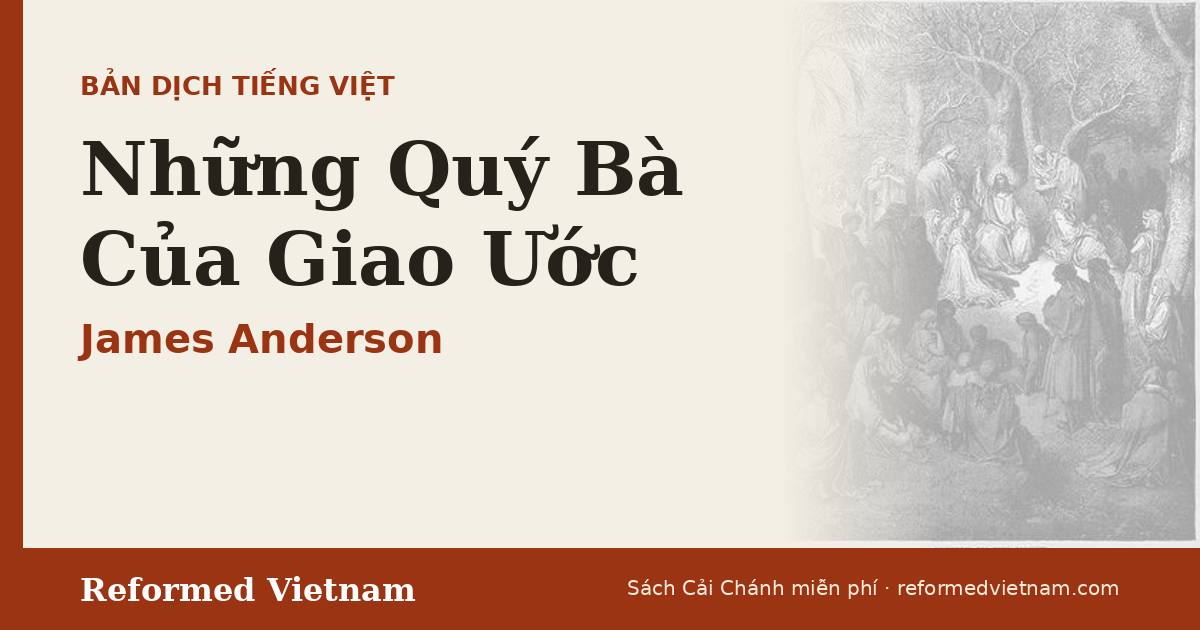 BẢN DỊCH TIẾNG VIỆT
Những Quý Bà
Của Giao Ước
James Anderson
Reformed Vietnam
Sách Cải Chánh miễn phí · reformedvietnam.com